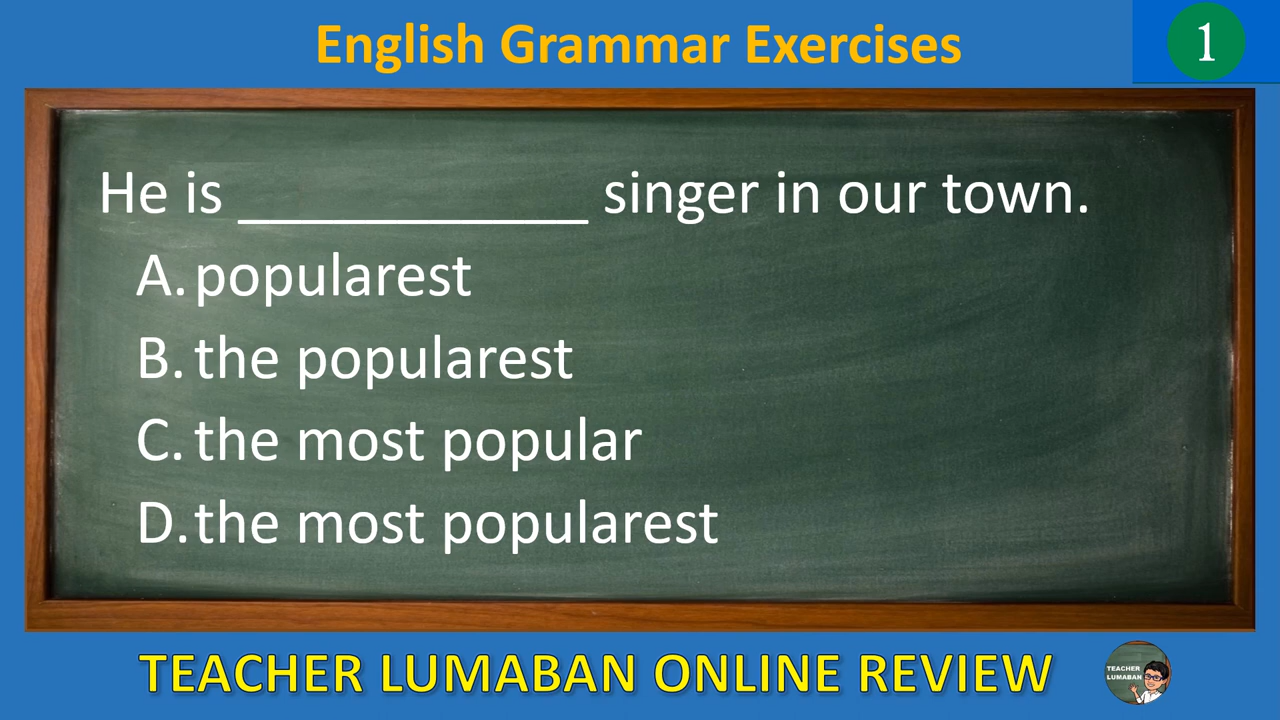 English Grammar Exercises
1
He is ____________ singer in our town.
A. popularest
B. the popularest
C. the most popular
D. the most popularest
TEACHER LUMABAN ONLINE REVIEW
TEACHER
LUMABAN